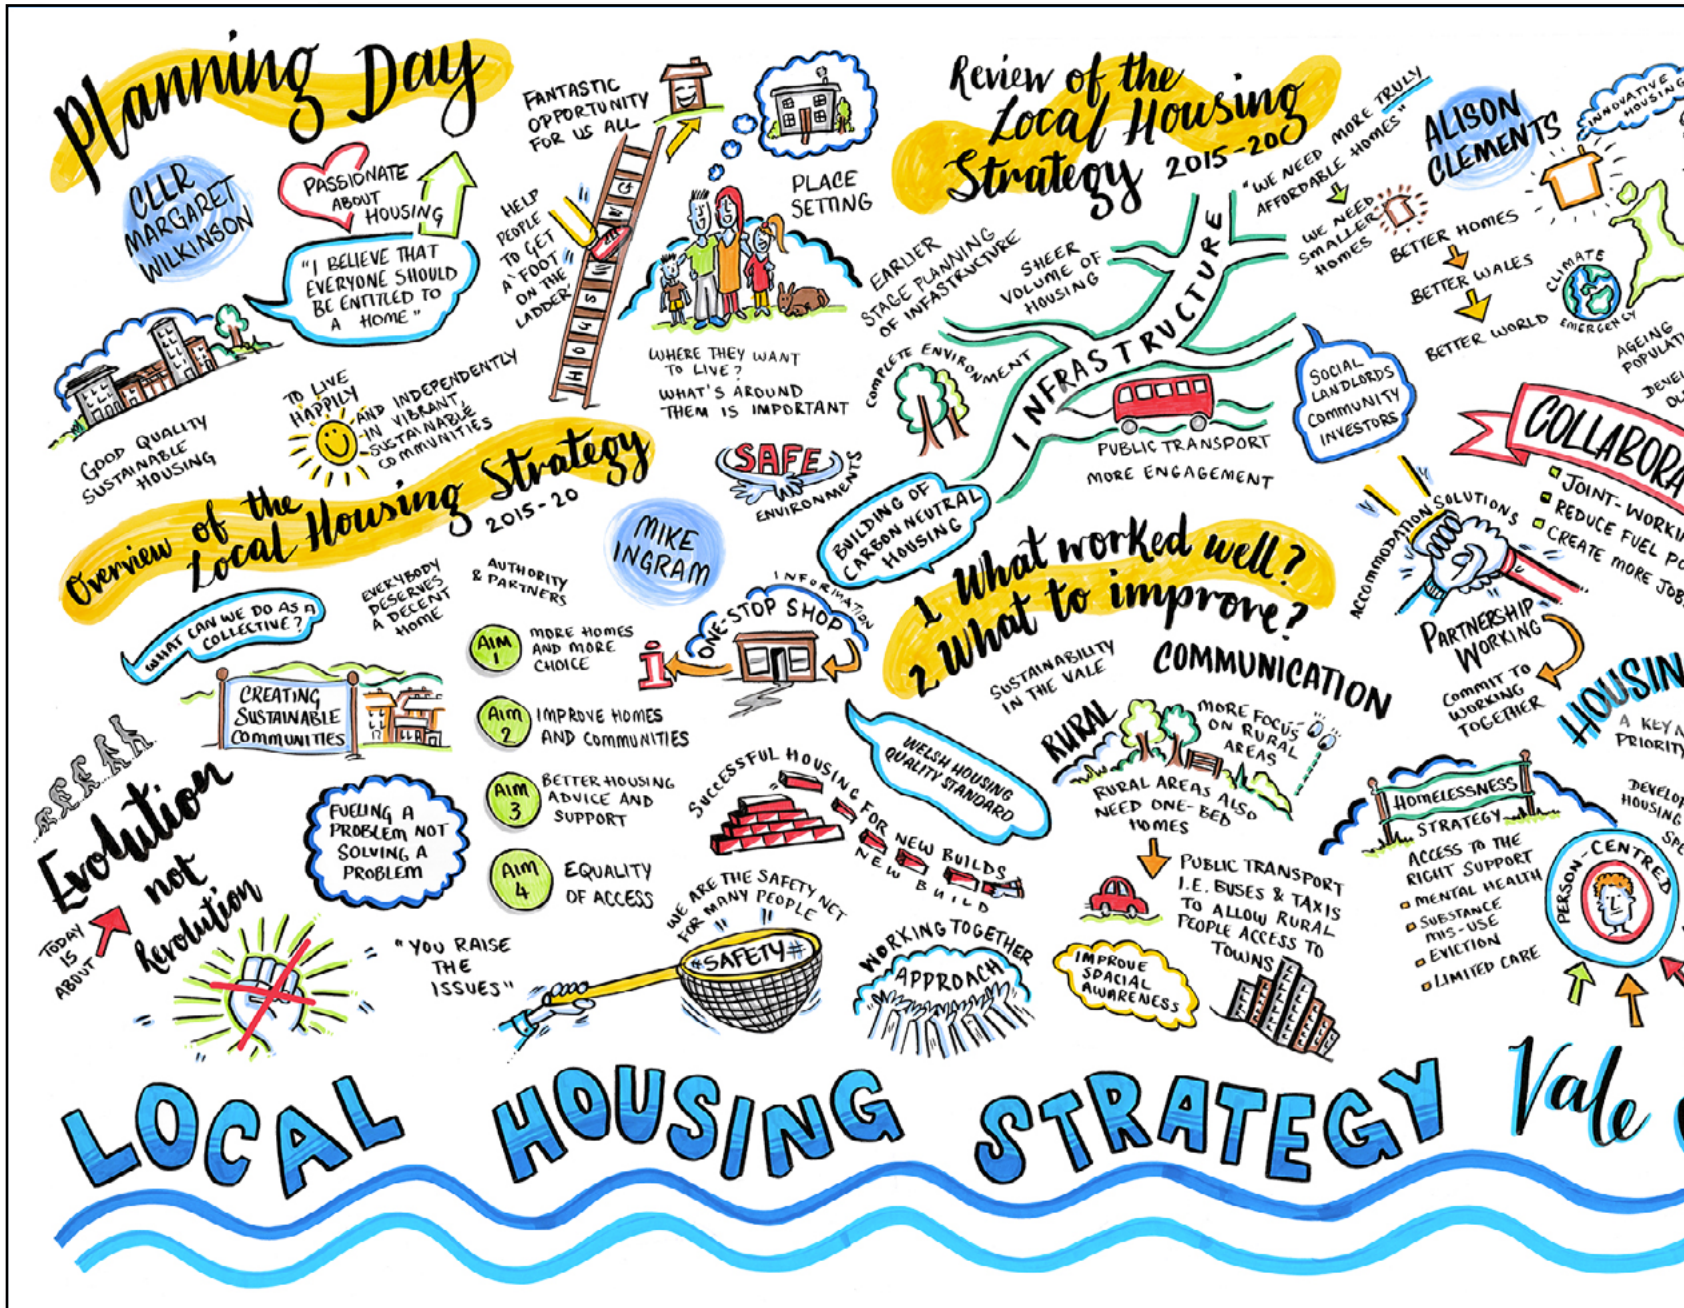 Planning Day
CLLR
MARGARET
WILKINSON
PASSIONATE
ABOUT
HOUSING
"I BELIEVE THAT
EVERYONE SHOULD
BE ENTITLED TO
A HOME"
GOOD QUALITY
SUSTAINABLE
HOUSING
TO LIVE
HAPPILY
AND INDEPENDENTLY
IN VIBRANT,
SUSTAINABLE,
COMMUNITIES
FANTASTIC
OPPORTUNITY
FOR US ALL
HELP
PEOPLE
TO GET
A 'FOOT
ON THE
LADDER'
PLACE
SETTING
WHERE THEY WANT
TO LIVE?
WHAT'S AROUND
THEM IS IMPORTANT
SAFE
ENVIRONMENTS
Overview of the
Local Housing Strategy
2015-20
MIKE
INGRAM
WHAT CAN WE DO AS A
COLLECTIVE?
EVERYBODY
DESERVES
A DECENT
HOME
AUTHORITY
& PARTNERS
CREATING
SUSTAINABLE
COMMUNITIES
AIM
1
MORE HOMES
AND MORE
CHOICE
AIM
2
IMPROVE HOMES
AND COMMUNITIES
AIM
3
BETTER HOUSING
ADVICE AND
SUPPORT
AIM
4
EQUALITY
OF ACCESS
INFORMATION
ONE-STOP SHOP
i
Evolution
not
Revolution
TODAY
IS
ABOUT
FUELING A
PROBLEM NOT
SOLVING A
PROBLEM
"YOU RAISE
THE
ISSUES"
SUCCESSFUL HOUSING FOR NEW BUILDS
NEW BUILD
WE ARE THE SAFETY NET
FOR MANY PEOPLE
#SAFETY#
WORKING TOGETHER
APPROACH
Review of the
Local Housing
Strategy 2015-20
EARLIER
STAGE PLANNING
OF INFASTRUCTURE
SHEER
VOLUME OF
HOUSING
COMPLETE ENVIRONMENT
INFRASTRUCTURE
PUBLIC TRANSPORT
MORE ENGAGEMENT
BUILDING OF
CARBON NEUTRAL
HOUSING
"WE NEED MORE TRULY
AFFORDABLE HOMES"
WE NEED
SMALLER
HOMES
ALISON
CLEMENTS
INNOVATIVE
HOUSING
BETTER HOMES
BETTER WALES
BETTER WORLD
CLIMATE
EMERGENCY
AGEING
SOCIAL
LANDLORDS
COMMUNITY
INVESTORS
1. What worked well?
2. What to improve?
SUSTAINABILITY
IN THE VALE
COMMUNICATION
WELSH HOUSING
QUALITY STANDARD
RURAL
MORE FOCUS
ON RURAL
AREAS
RURAL AREAS ALSO
NEED ONE-BED
HOMES
PUBLIC TRANSPORT
I.E. BUSES & TAXIS
TO ALLOW RURAL
PEOPLE ACCESS TO
TOWNS
IMPROVE
SPACIAL
AWARENESS
COLLABORA
JOINT-WORKI
REDUCE FUEL PO
CREATE MORE JOBS
ACCOMMODATION SOLUTIONS
PARTNERSHIP
WORKING
COMMIT TO
WORKING
TOGETHER
HOUSIN
A KEY
PRIORITY
HOUSING
HOMELESSNESS
STRATEGY
ACCESS TO THE
RIGHT SUPPORT
MENTAL HEALTH
SUBSTANCE
MIS-USE
EVICTION
LIMITED CARE
PERSON-CENTRED
LOCAL HOUSING STRATEGY Vale